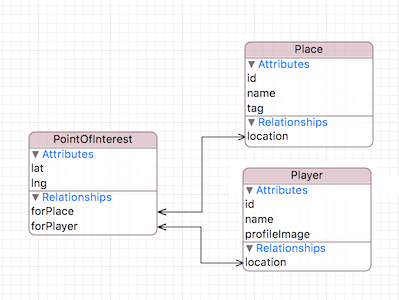 Place
▼ Attributes
id
name
tag
▼ Relationships
location
PointOfInterest
▼ Attributes
lat
lng
▼ Relationships
forPlace
forPlayer
Player
▼ Attributes
id
name
profileImage
▼ Relationships
location